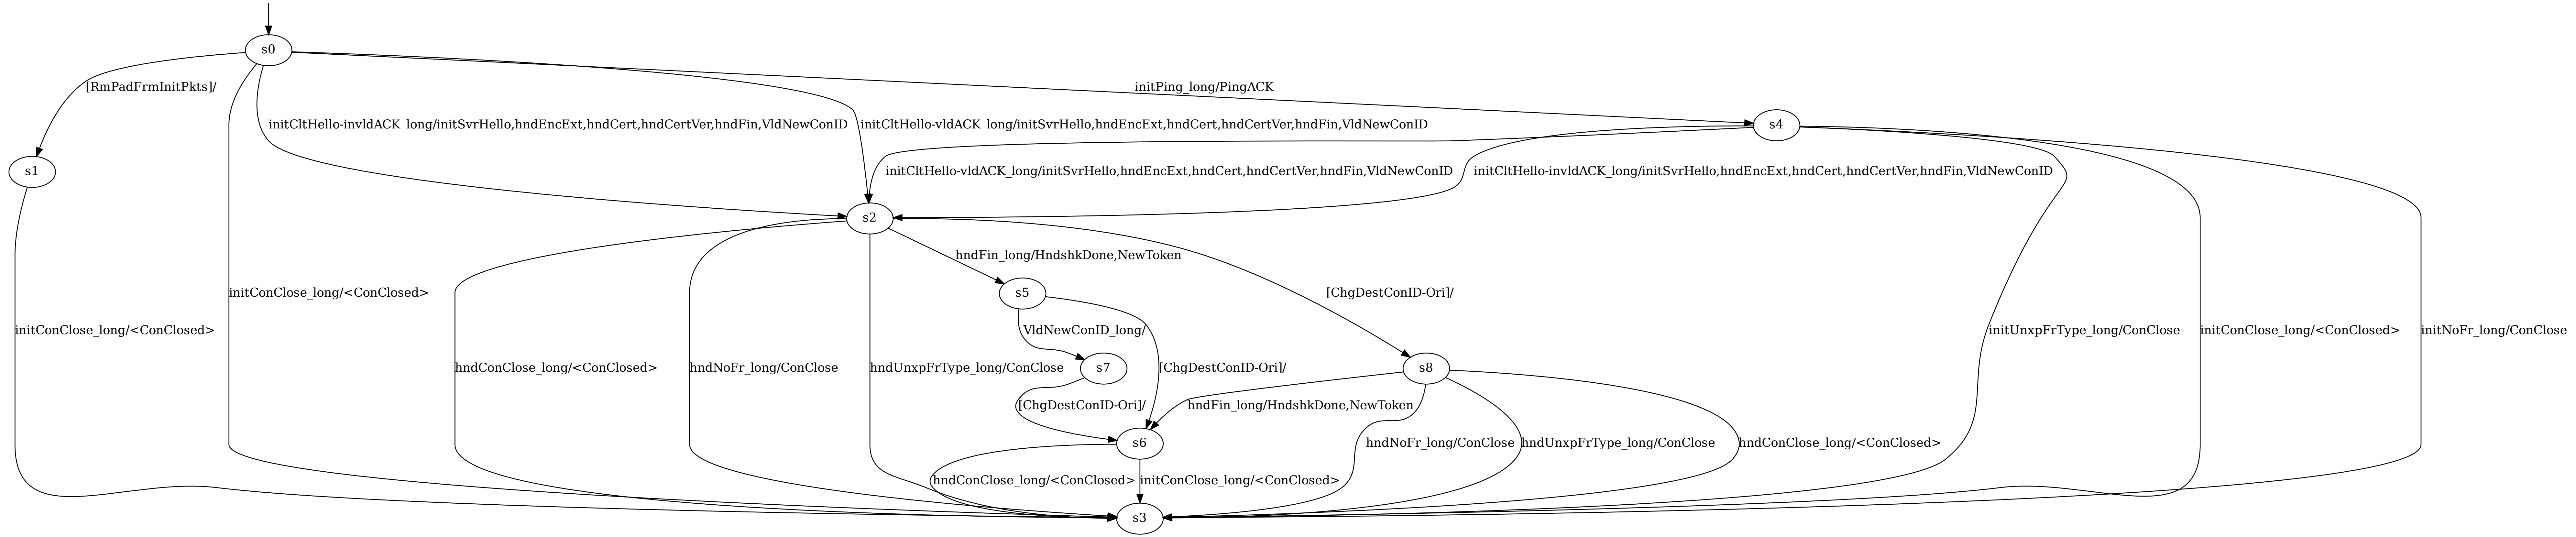 s0
[RmPadFrmInitPkts]/
initPing_long/PingACK
initCltHello-invldACK_long/initSvrHello,hndEncExt,hndCert,hndCertVer,hndFin,VldNewConID
initCltHello-vldACK_long/initSvrHello,hndEncExt,hndCert,hndCertVer,hndFin,VldNewConID
s4
s1
initCltHello-vldACK_long/initSvrHello,hndEncExt,hndCert,hndCertVer,hndFin,VldNewConID
initCltHello-invldACK_long/initSvrHello,hndEncExt,hndCert,hndCertVer,hndFin,VldNewConID
s2
hndFin_long/HndshkDone,NewToken
initConClose_long/<ConClosed>
s5
[ChgDestConID-Ori]/
initConClose_long/<ConClosed>
VldNewConID_long/
initUnxpFrType_long/ConClose
initConClose_long/<ConClosed>
initNoFr_long/ConClose
hndConClose_long/<ConClosed>
hndNoFr_long/ConClose
hndUnxpFrType_long/ConClose
s7
[ChgDestConID-Ori]/
s8
[ChgDestConID-Ori]/
hndFin_long/HndshkDone,NewToken
s6
hndNoFr_long/ConClose
hndUnxpFrType_long/ConClose
hndConClose_long/<ConClosed>
hndConClose_long/<ConClosed>
initConClose_long/<ConClosed>
s3